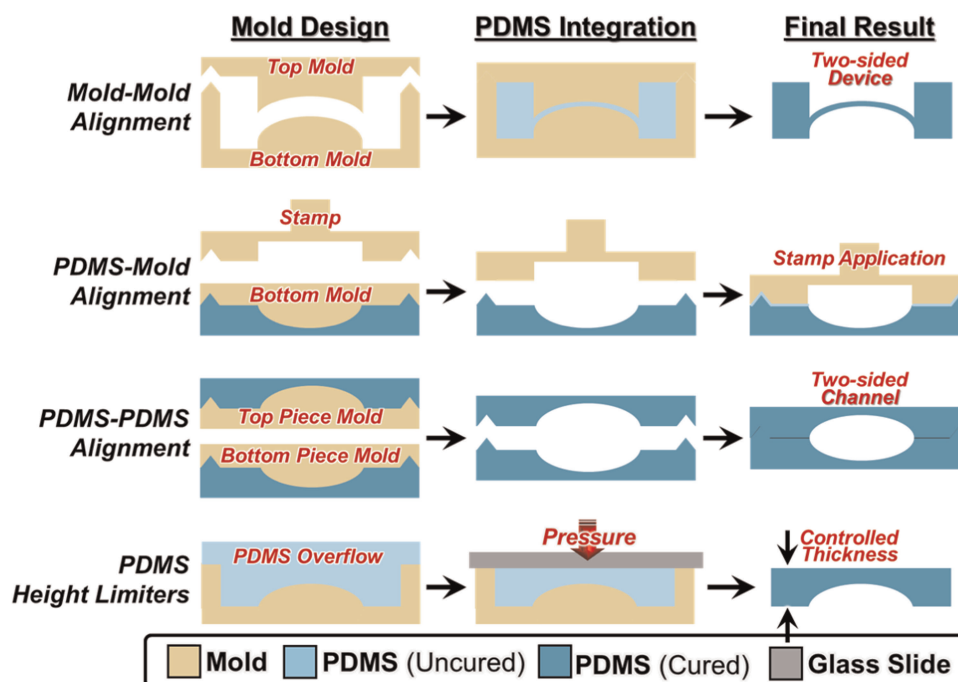 Mold Design
PDMS Integration
Final Result
Mold-Mold
Alignment
Top Mold
Bottom Mold
Two-sided
Device
PDMS-Mold
Alignment
Stamp
Bottom Mold
Stamp Application
PDMS-PDMS
Alignment
Top Piece Mold
Bottom Piece Mold
Two-sided
Channel
PDMS
Height Limiters
PDMS Overflow
Pressure
Controlled
Thickness
Mold
PDMS (Uncured)
PDMS (Cured)
Glass Slide